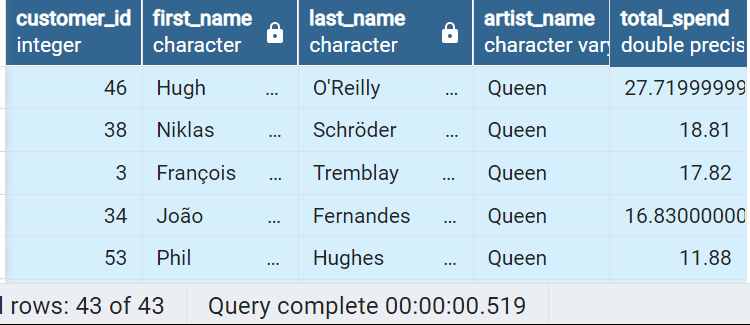 customer_id first_name last_name artist_name total_spend
integer character character character vary double precis
46 Hugh ... O'Reilly ... Queen 27.71999999
38 Niklas ... Schröder ... Queen 18.81
3 François ... Tremblay ... Queen 17.82
34 João ... Fernandes ... Queen 16.83000000
53 Phil ... Hughes ... Queen 11.88
l rows: 43 of 43 Query complete 00:00:00.519